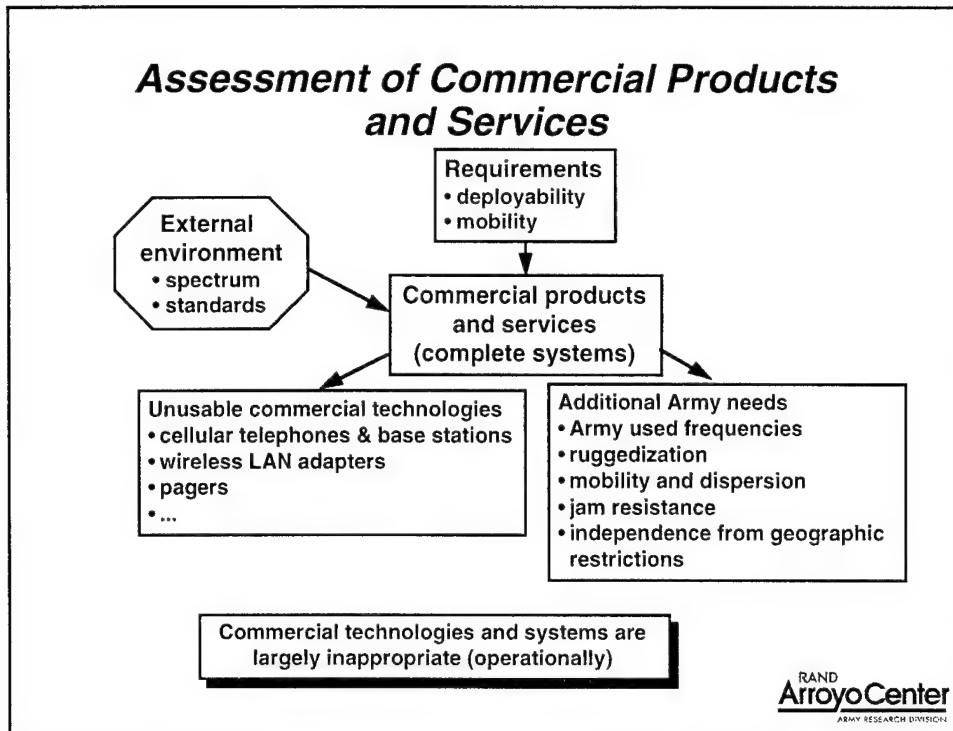 Assessment of Commercial Products
and Services
Requirements
• deployability
• mobility
External
environment
• spectrum
• standards
Commercial products
and services
(complete systems)
Unusable commercial technologies
• cellular telephones & base stations
• wireless LAN adapters
• pagers
• ...
Additional Army needs
• Army used frequencies
• ruggedization
• mobility and dispersion
• jam resistance
• independence from geographic
restrictions
Commercial technologies and systems are
largely inappropriate (operationally)
RAND
Arroyo Center
ARMY RESEARCH DIVISION